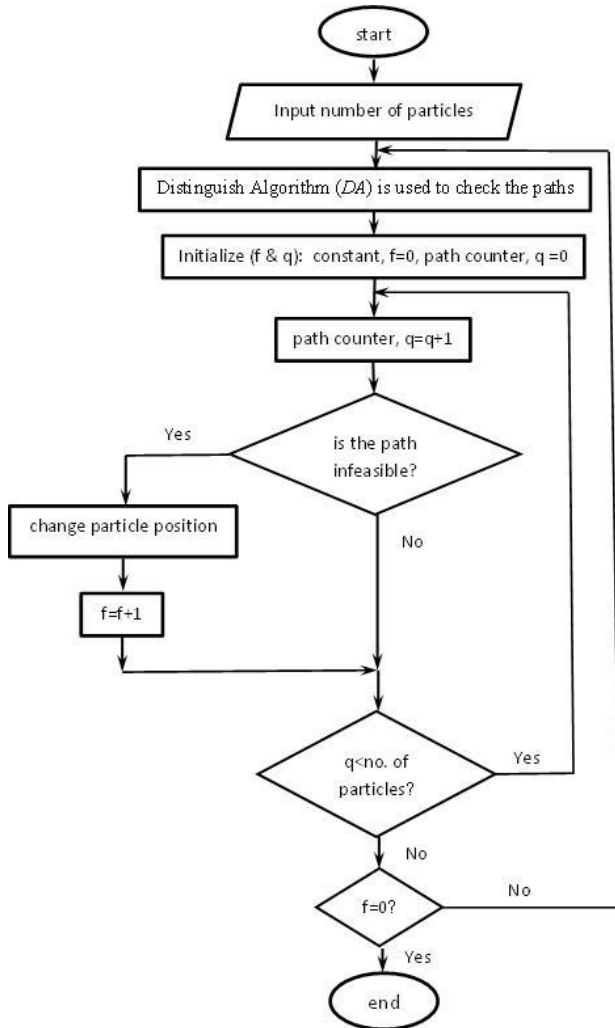 start
Input number of particles
Distinguish Algorithm (DA) is used to check the paths
Initialize (f & q): constant, f=0, path counter, q =0
path counter, q=q+1
Yes
is the path
infeasible?
change particle position
No
f=f+1
q<no. of
particles?
Yes
No
f=0?
No
Yes
end